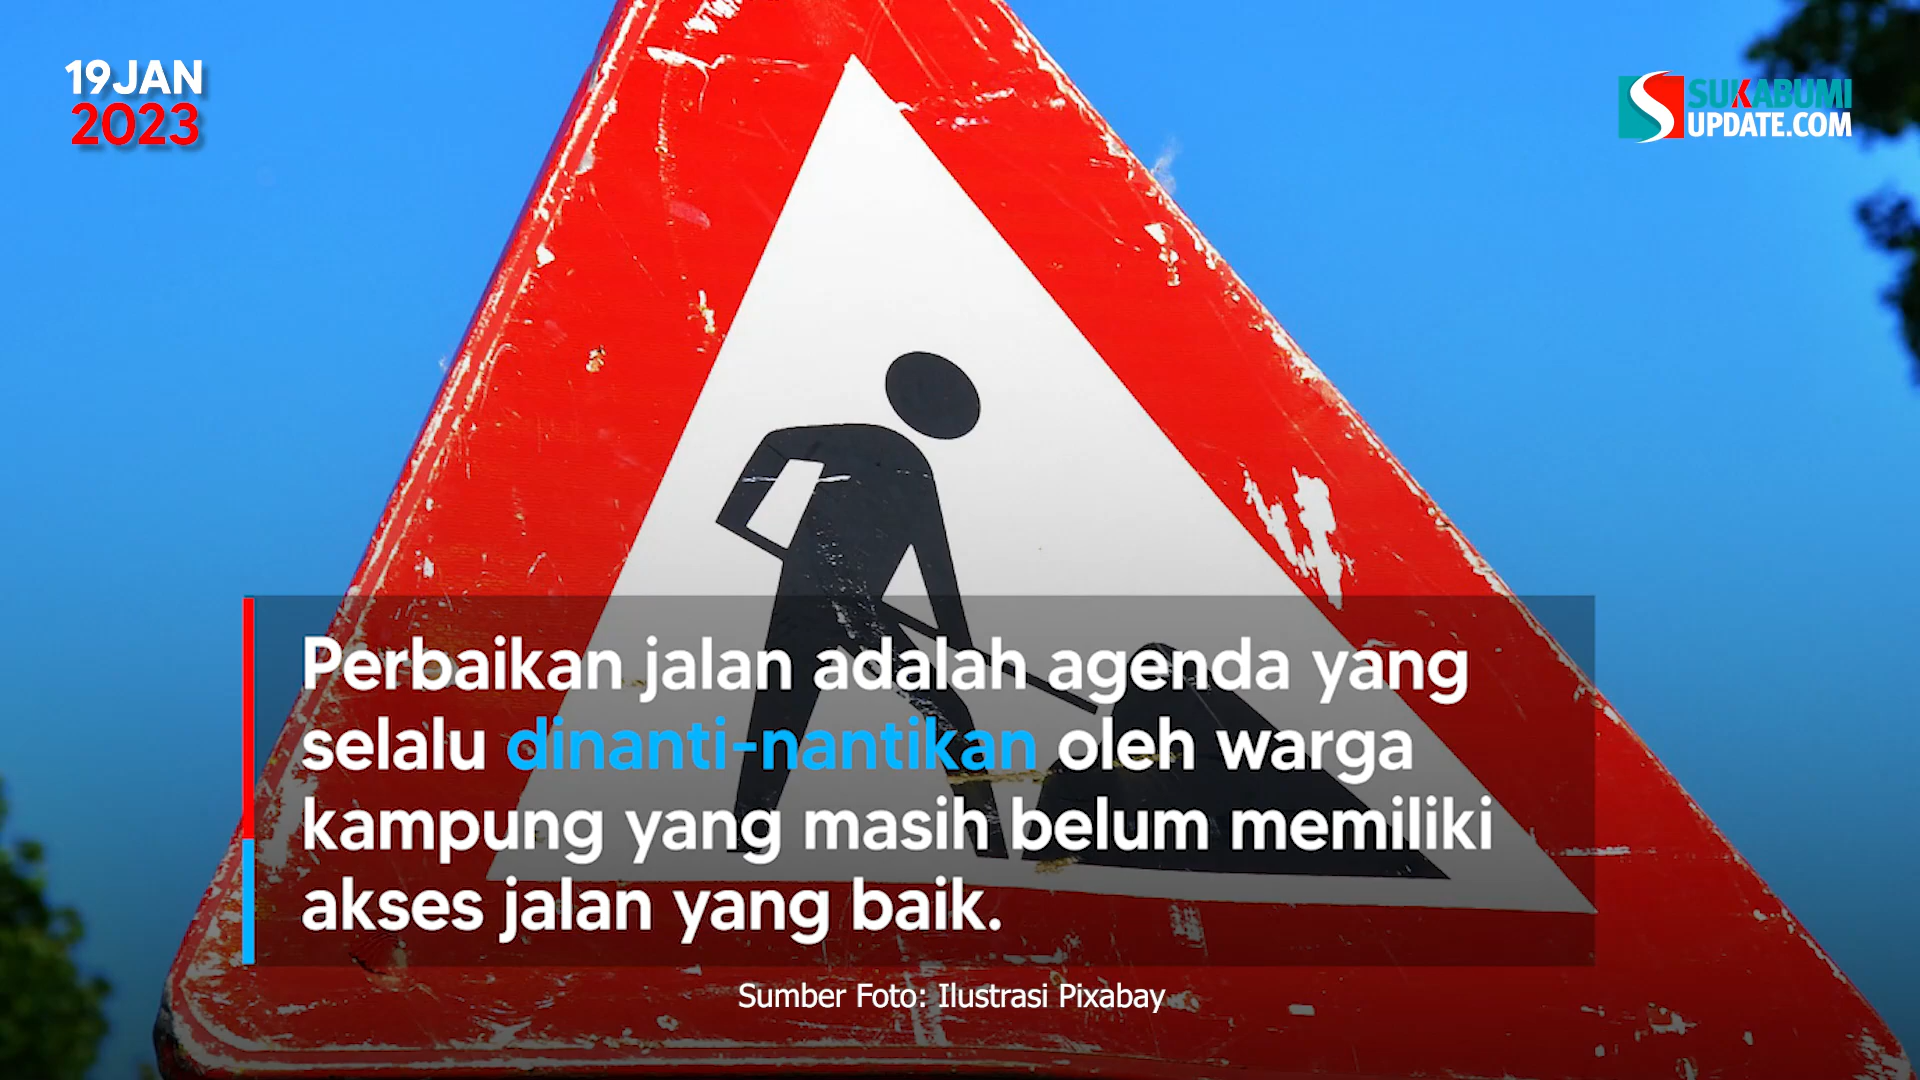 19JAN
2023
SUKABUMI
UPDATE.COM
Perbaikan jalan adalah agenda yang
selalu dinanti-nantikan oleh warga
kampung yang masih belum memiliki
akses jalan yang baik.
Sumber Foto: Ilustrasi Pixabay